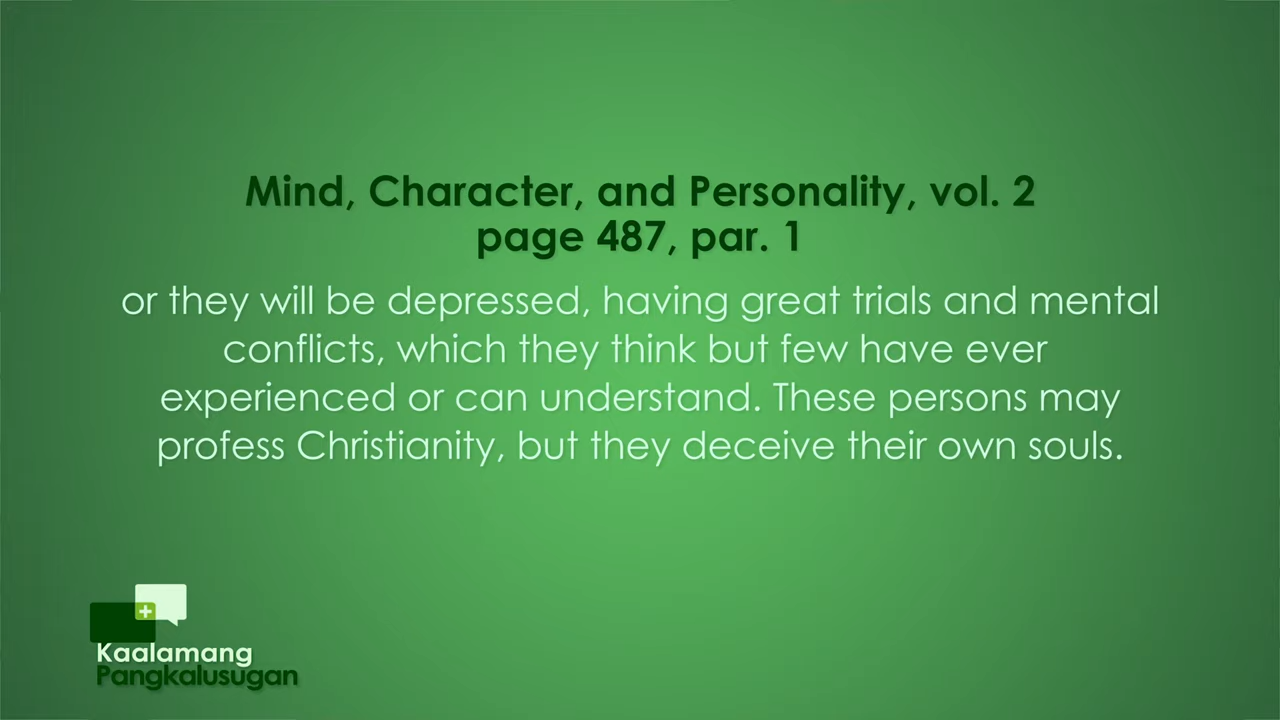 Mind, Character, and Personality, vol. 2
page 487, par. 1
or they will be depressed, having great trials and mental
conflicts, which they think but few have ever
experienced or can understand. These persons may
profess Christianity, but they deceive their own souls.
Kaalamang
Pangkalusugan